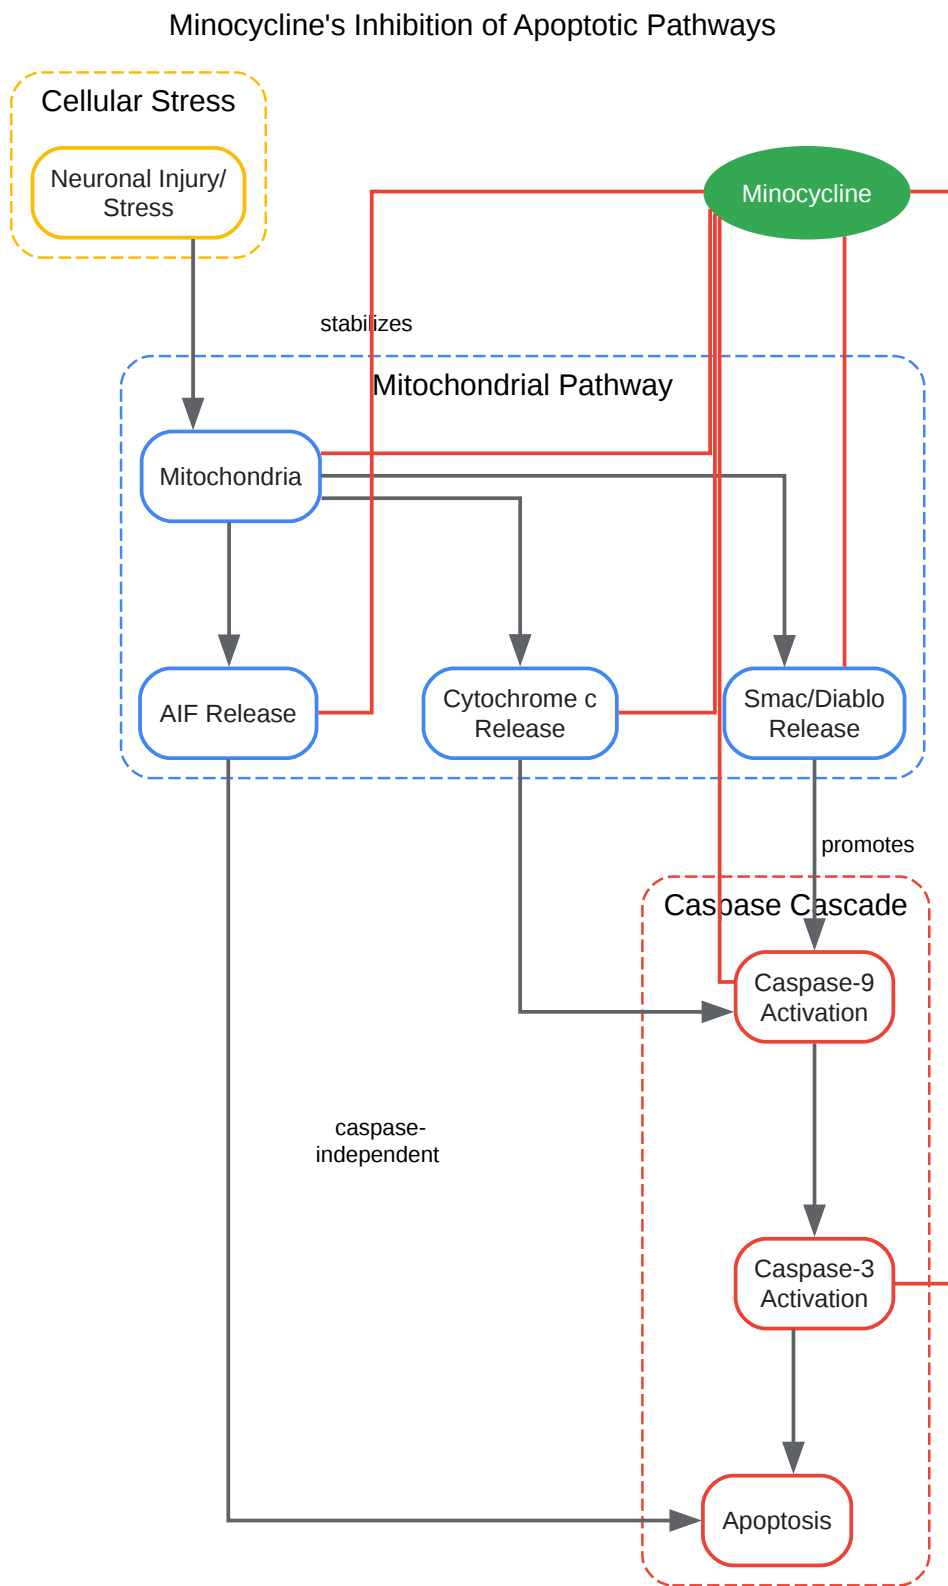 Minocycline's Inhibition of Apoptotic Pathways
Cellular Stress
Neuronal Injury/
Stress
Minocycline
stabilizes
Mitochondrial Pathway
Mitochondria
AIF Release
Cytochrome c
Release
Smac/Diablo
Release
promotes
Caspase Cascade
Caspase-9
Activation
caspase-
independent
Caspase-3
Activation
Apoptosis